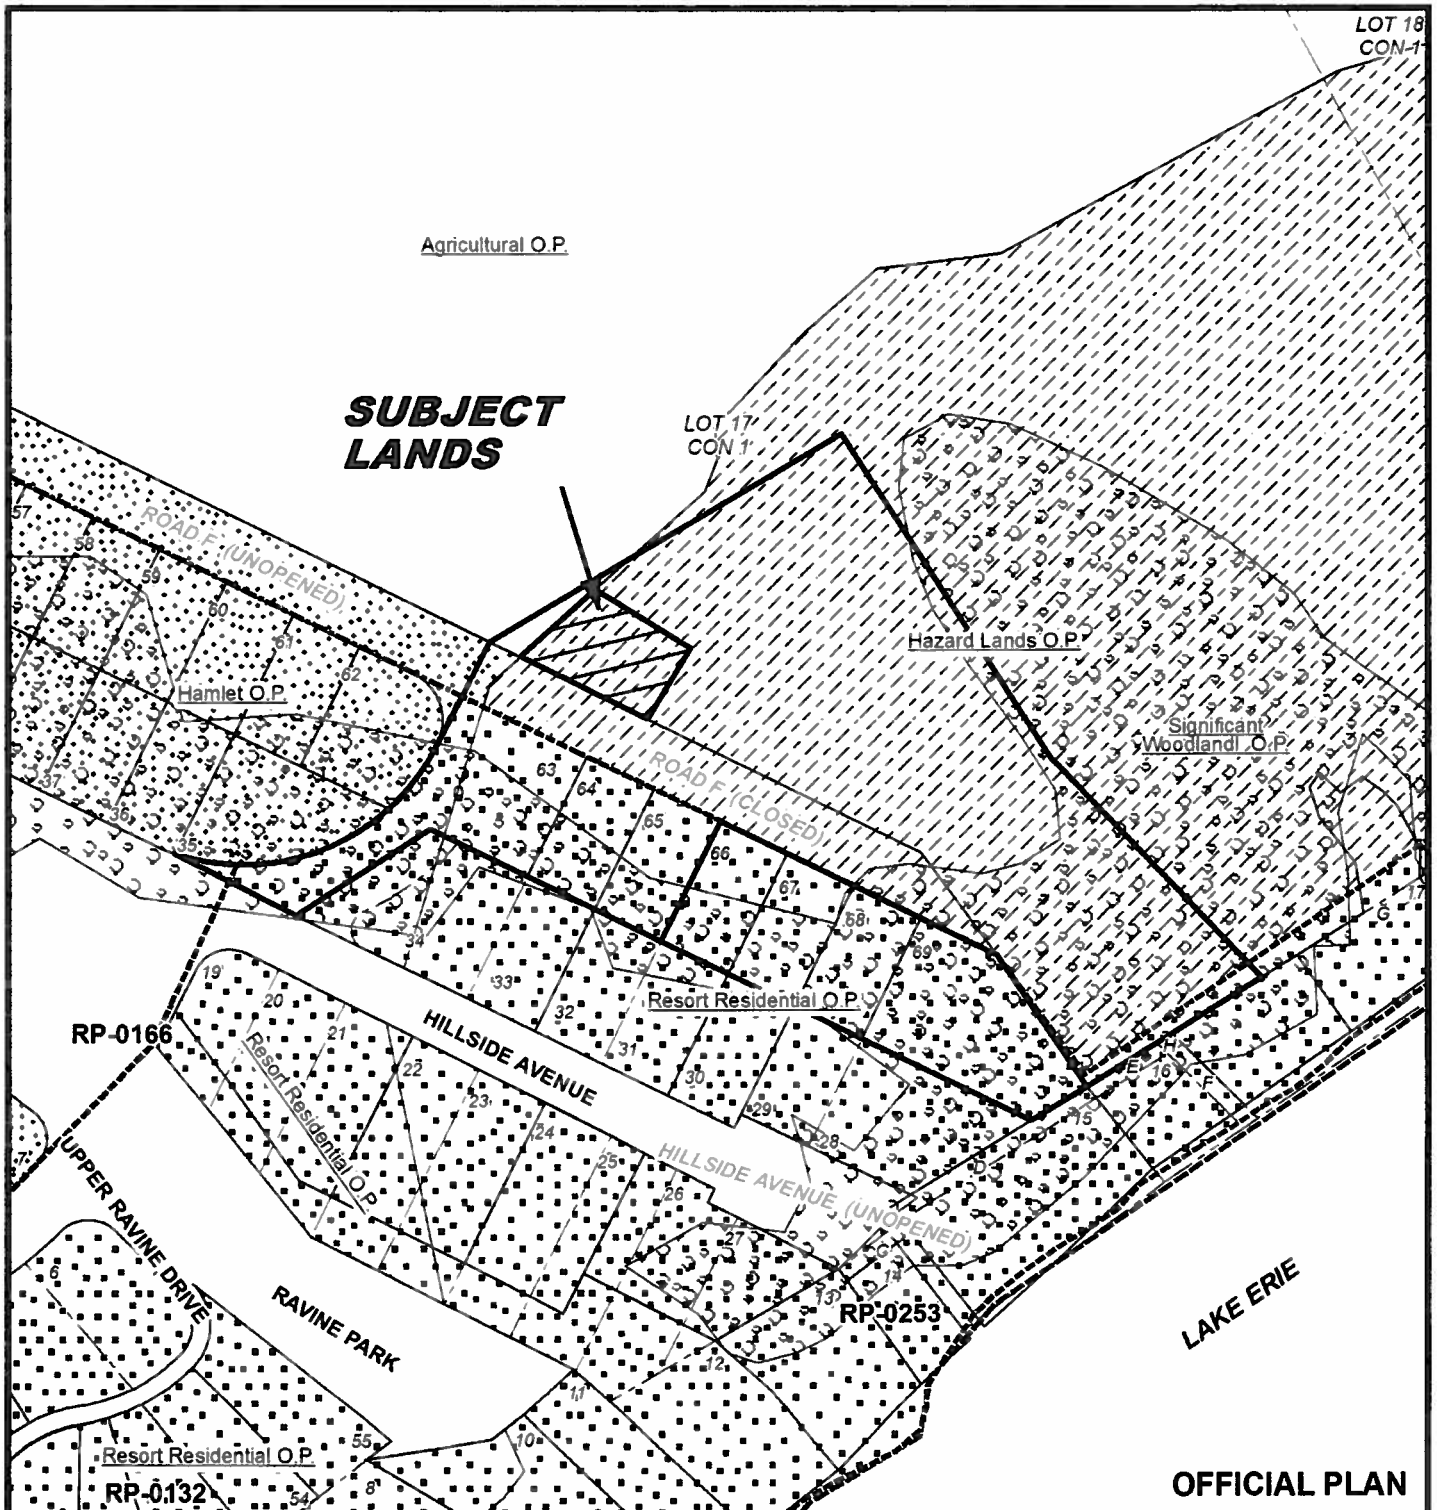 LOT 18
CON 1
Agricultural O.P.
SUBJECT
LANDS
LOT 17
CON 1
57
58
59
60
61
62
ROAD F (UNOPENED)
Hamlet O.P.
Hazard Lands O.P.
Significant
Woodland O.P.
37
36
35
63
64
65
66
67
68
69
ROAD F (CLOSED)
34
33
32
31
30
29
28
Resort Residential O.P.
G
17
19
20
21
22
23
24
25
26
27
RP-0166
HILLSIDE AVENUE
Resort Residential O.P.
HILLSIDE AVENUE (UNOPENED)
E
16
F
15
D
G
14
13
RP-0253
7
UPPER RAVINE DRIVE
6
RAVINE PARK
LAKE ERIE
12
11
10
55
Resort Residential O.P.
RP-0132
54
8
OFFICIAL PLAN